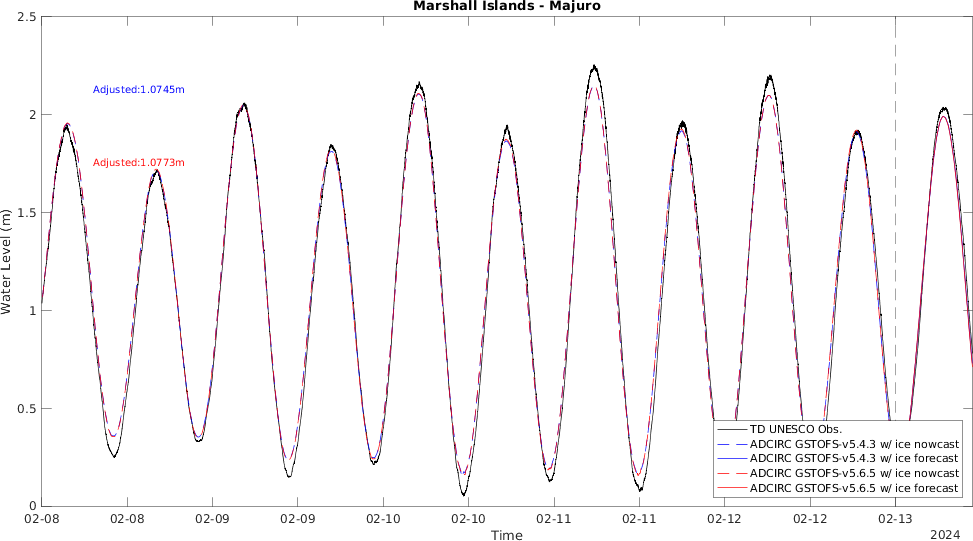 Marshall Islands - Majuro
2.5
2
1.5
1
0.5
0
Water Level (m)
Adjusted:1.0745m
Adjusted:1.0773m
TD UNESCO Obs.
ADCIRC GSTOFS-v5.4.3 w/ ice nowcast
ADCIRC GSTOFS-v5.4.3 w/ ice forecast
ADCIRC GSTOFS-v5.6.5 w/ ice nowcast
ADCIRC GSTOFS-v5.6.5 w/ ice forecast
02-08 02-08 02-09 02-09 02-10 02-10 02-11 02-11 02-12 02-12 02-13
Time
2024